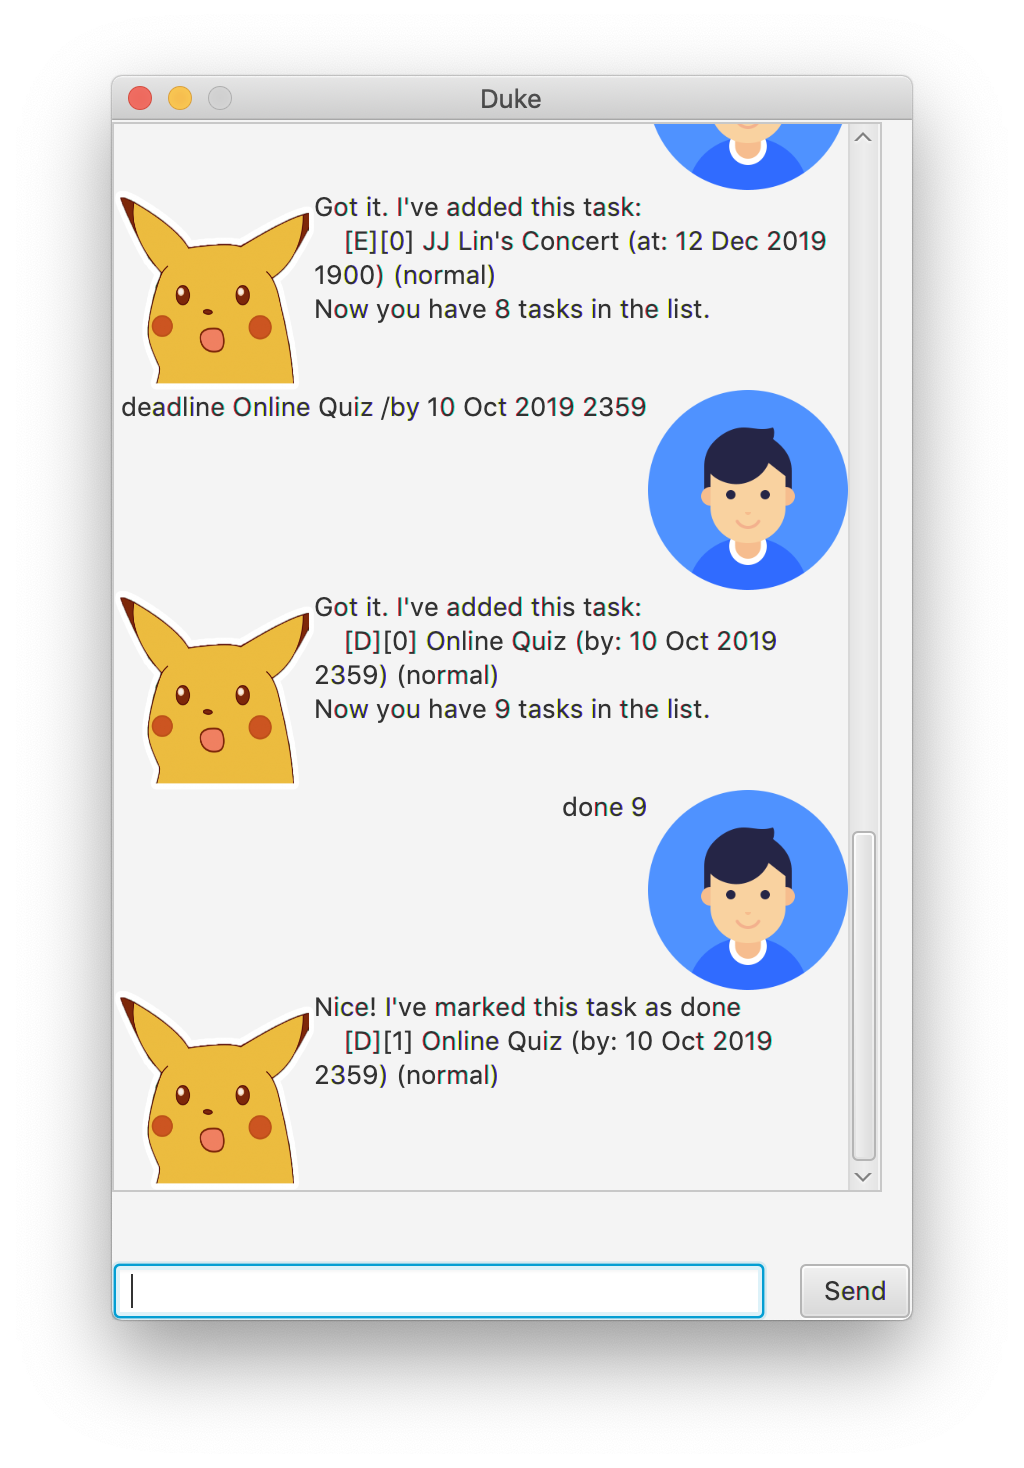 Duke
Got it. I've added this task:
[E][0] JJ Lin's Concert (at: 12 Dec 2019
1900) (normal)
Now you have 8 tasks in the list.
deadline Online Quiz /by 10 Oct 2019 2359
Got it. I've added this task:
[D][0] Online Quiz (by: 10 Oct 2019
2359) (normal)
Now you have 9 tasks in the list.
done 9
Nice! I've marked this task as done
[D][1] Online Quiz (by: 10 Oct 2019
2359) (normal)
Send